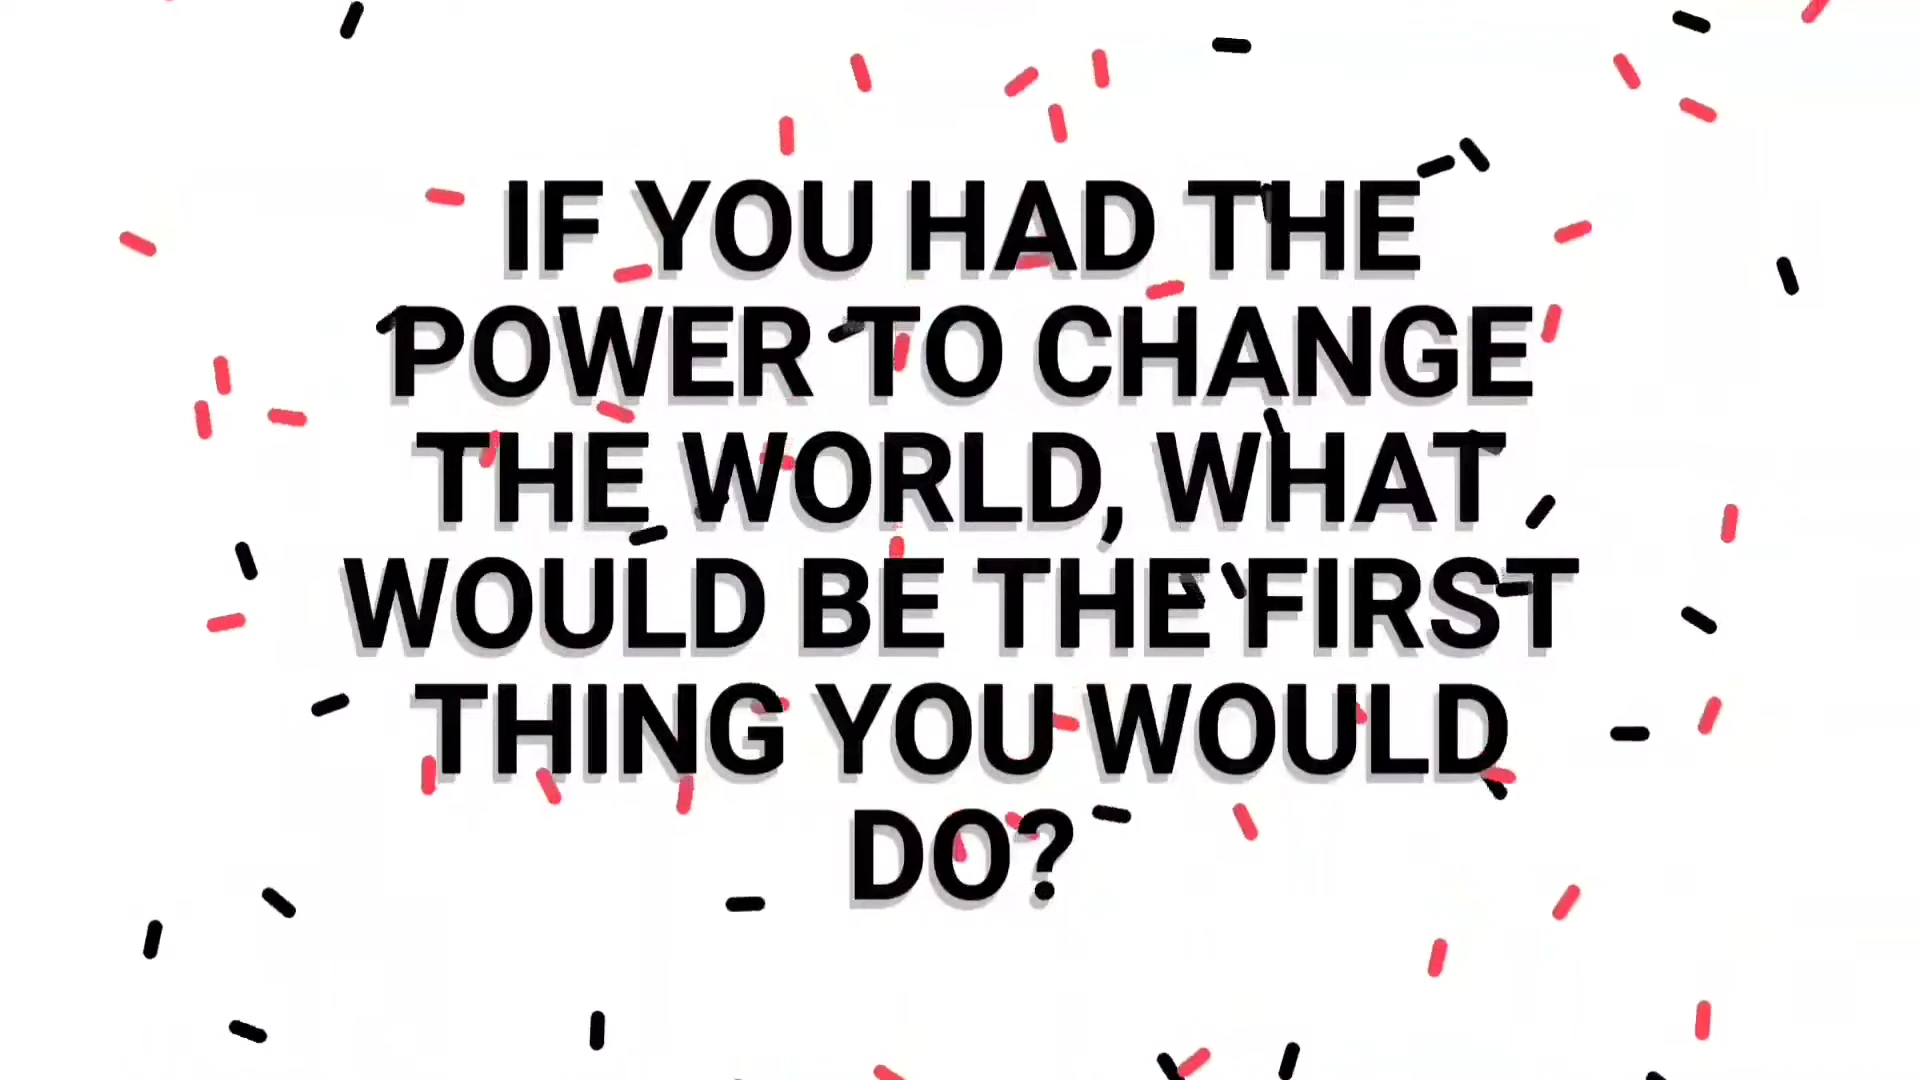 IF YOU HAD THE
POWER TO CHANGE
THE WORLD, WHAT
WOULD BE THE FIRST
THING YOU WOULD
DO?